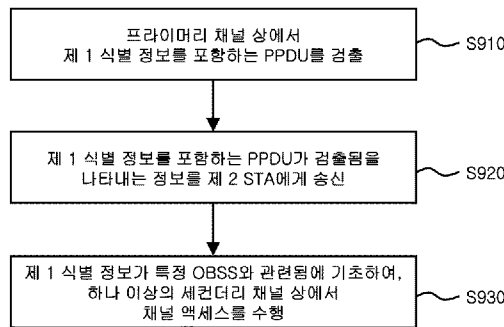 프라이머리 채널 상에서
제 1 식별 정보를 포함하는 PPDU를 검출
S910
제 1 식별 정보를 포함하는 PPDU가 검출됨을
나타내는 정보를 제 2 STA에게 송신
S920
제 1 식별 정보가 특정 OBSS와 관련됨에 기초하여,
하나 이상의 세컨더리 채널 상에서
채널 액세스를 수행
S930